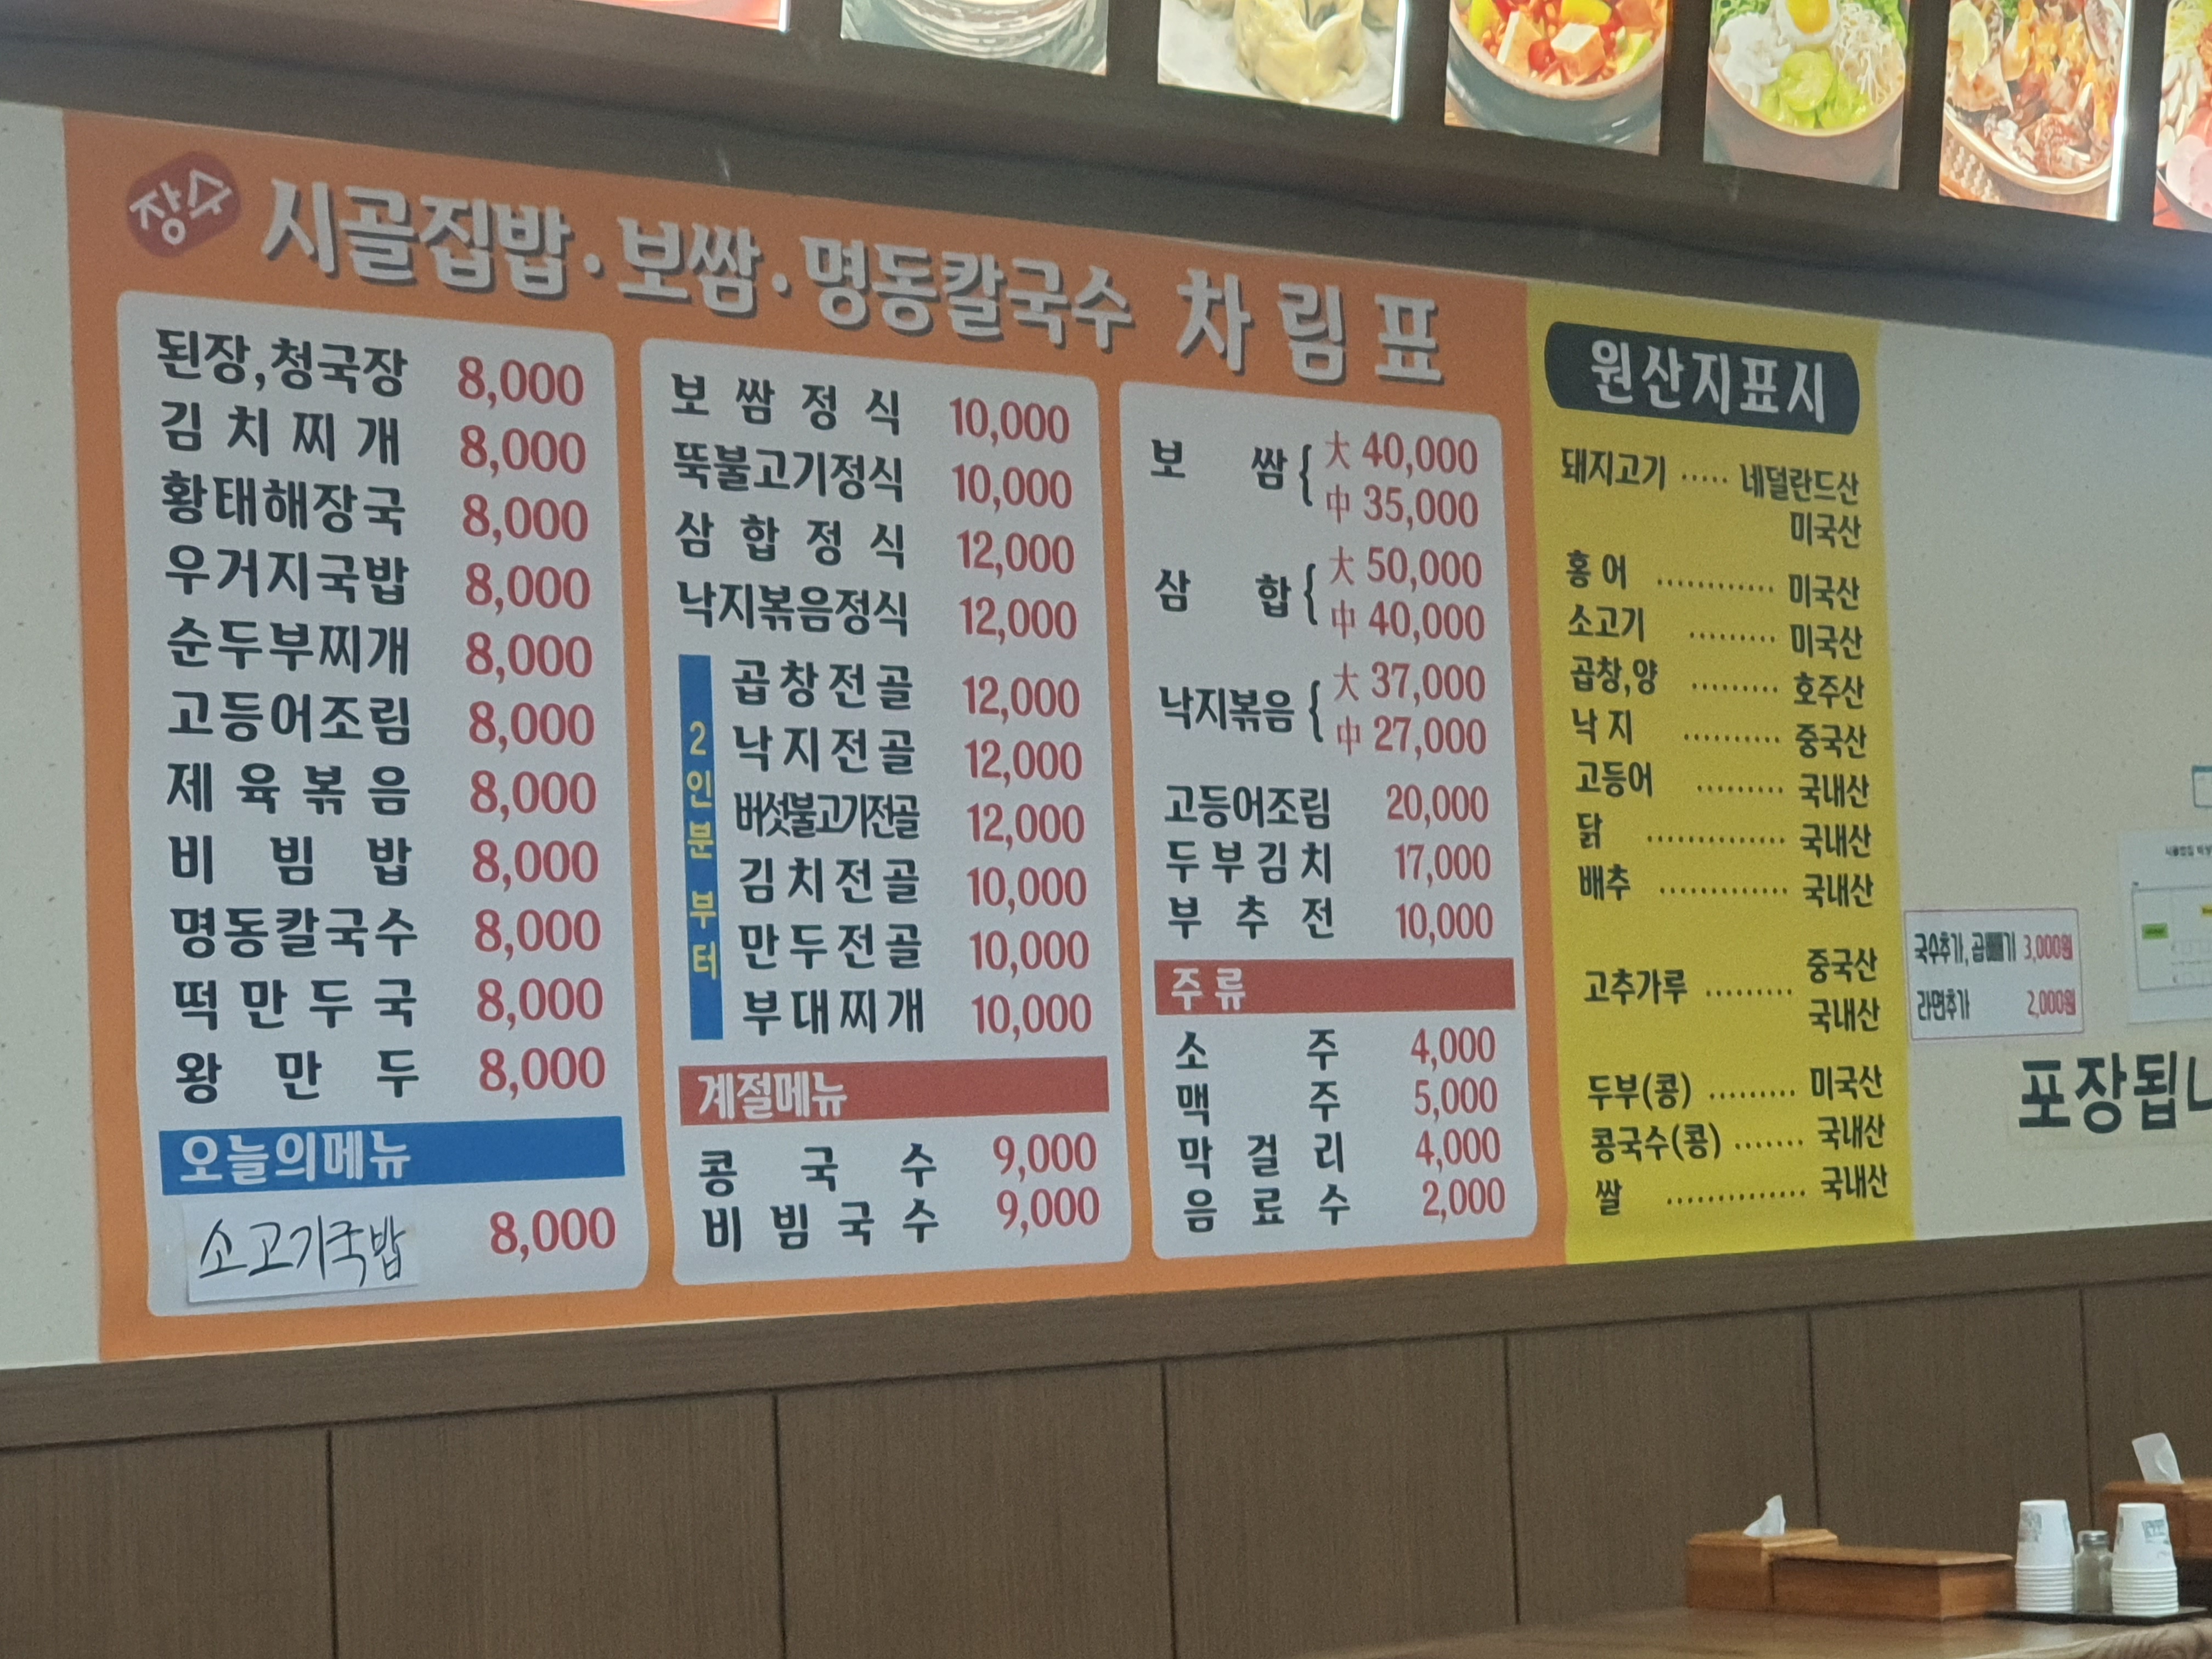 장수 시골집밥·보쌈·명동칼국수 차림표
된장,청국장 8,000
김치찌개 8,000
황태해장국 8,000
우거지국밥 8,000
순두부찌개 8,000
고등어조림 8,000
제육볶음 8,000
비빔밥 8,000
명동칼국수 8,000
떡만두국 8,000
왕만두 8,000
오늘의메뉴
소고기국밥 8,000
보쌈정식 10,000
뚝불고기정식 10,000
삼합정식 12,000
낙지볶음정식 12,000
2인분 부터
곱창전골 12,000
낙지전골 12,000
버섯불고기전골 12,000
김치전골 10,000
만두전골 10,000
부대찌개 10,000
계절메뉴
콩국수 9,000
비빔국수 9,000
보쌈 { 大 40,000
中 35,000
삼합 { 大 50,000
中 40,000
낙지볶음 { 大 37,000
中 27,000
고등어조림 20,000
두부김치 17,000
부추전 10,000
주류
소주 4,000
맥주 5,000
막걸리 4,000
음료수 2,000
원산지표시
돼지고기 ..... 네덜란드산
미국산
홍어 ............ 미국산
소고기 ......... 미국산
곱창,양 ......... 호주산
낙지 .......... 중국산
고등어 ......... 국내산
닭 .............. 국내산
배추 ............. 국내산
고추가루 ......... 중국산
국내산
두부(콩) ......... 미국산
콩국수(콩) ....... 국내산
쌀 .............. 국내산
국수추가, 곱빼기 3,000원
라면추가 2,000원
포장됩니